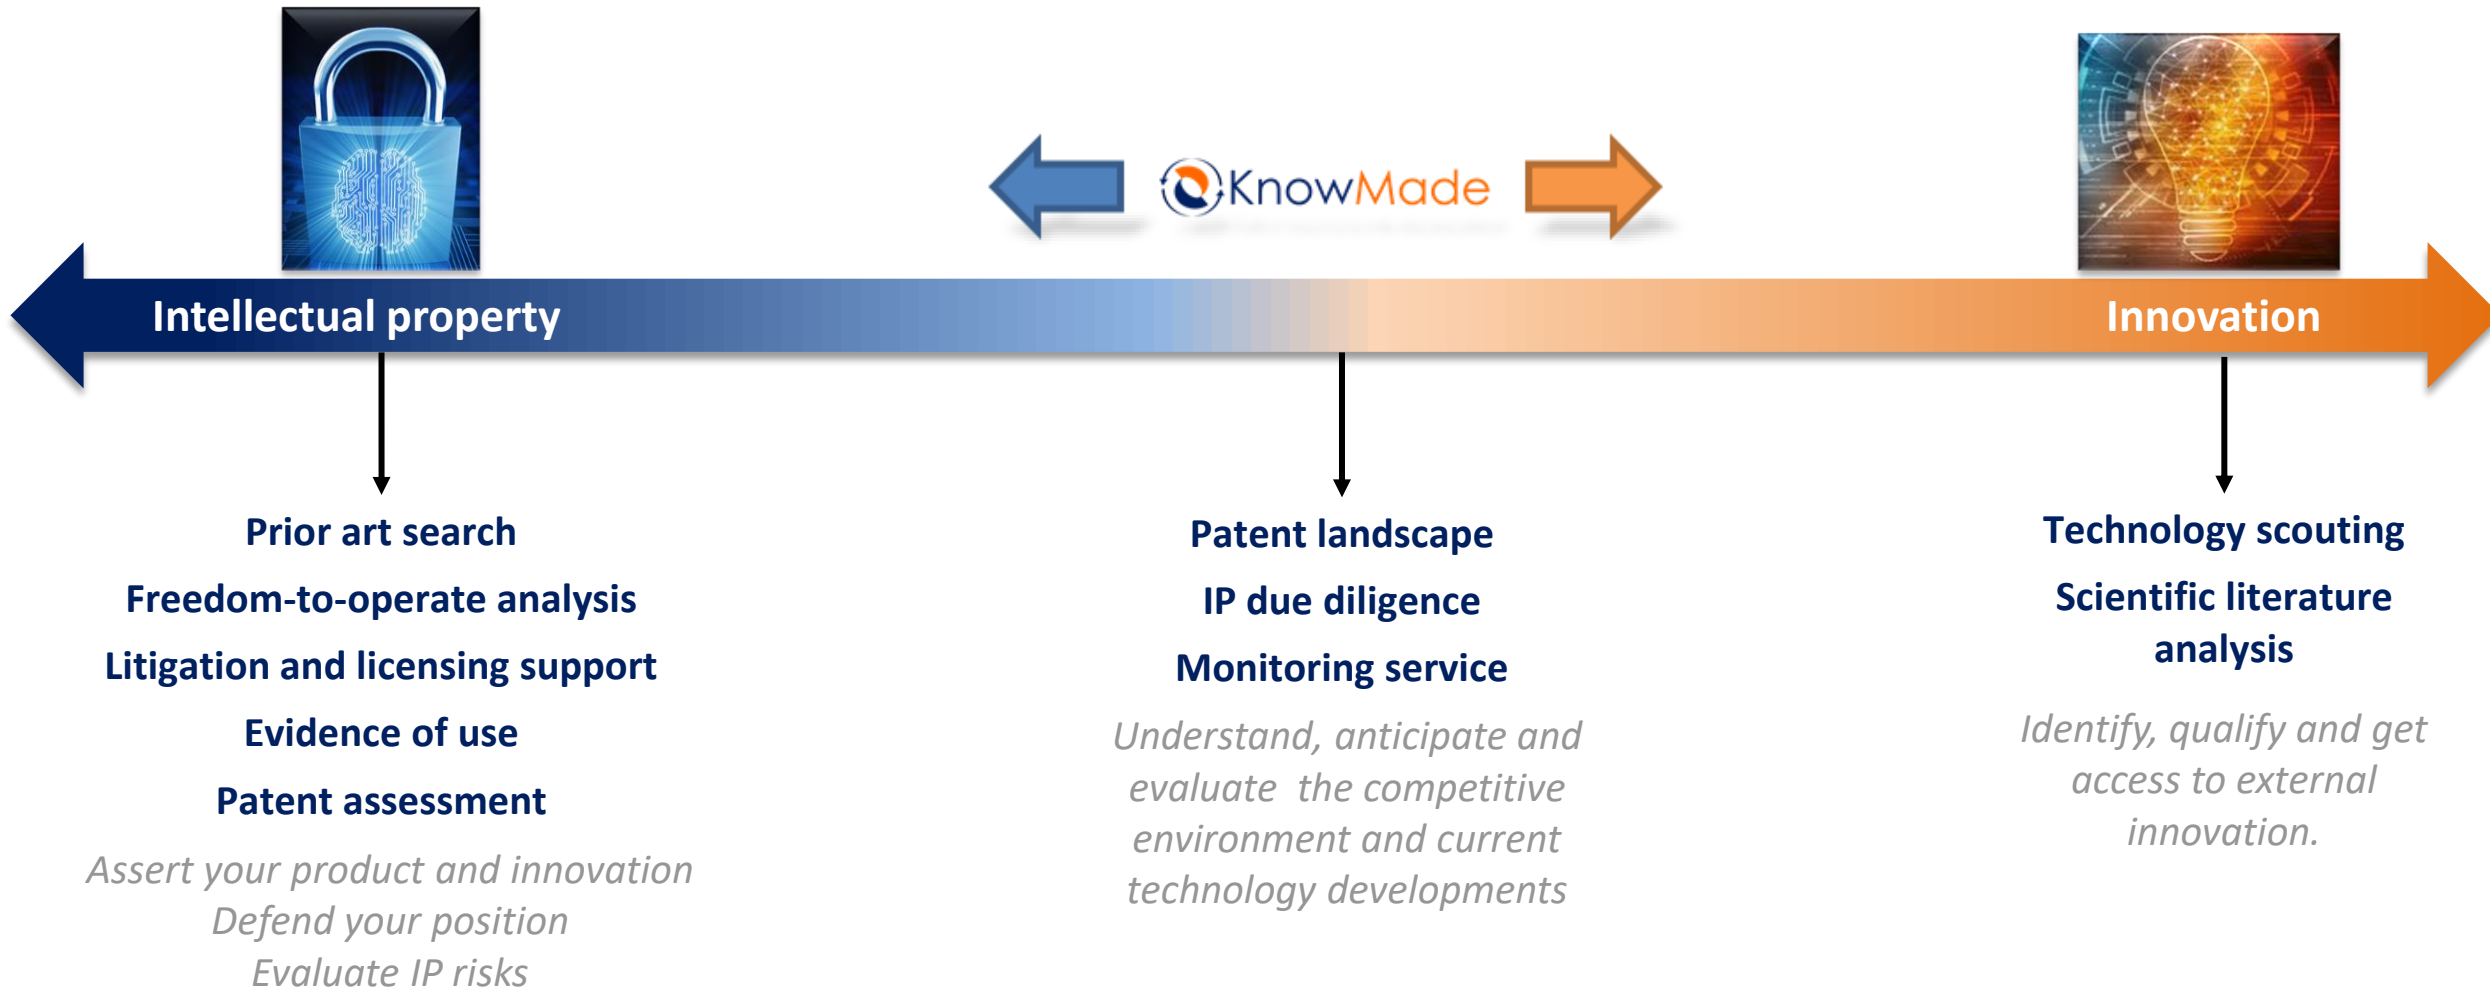 KnowMade
Intellectual property
Innovation
Prior art search
Freedom-to-operate analysis
Litigation and licensing support
Evidence of use
Patent assessment
Assert your product and innovation
Defend your position
Evaluate IP risks
Patent landscape
IP due diligence
Monitoring service
Understand, anticipate and
evaluate  the competitive
environment and current
technology developments
Technology scouting
Scientific literature
analysis
Identify, qualify and get
access to external
innovation.